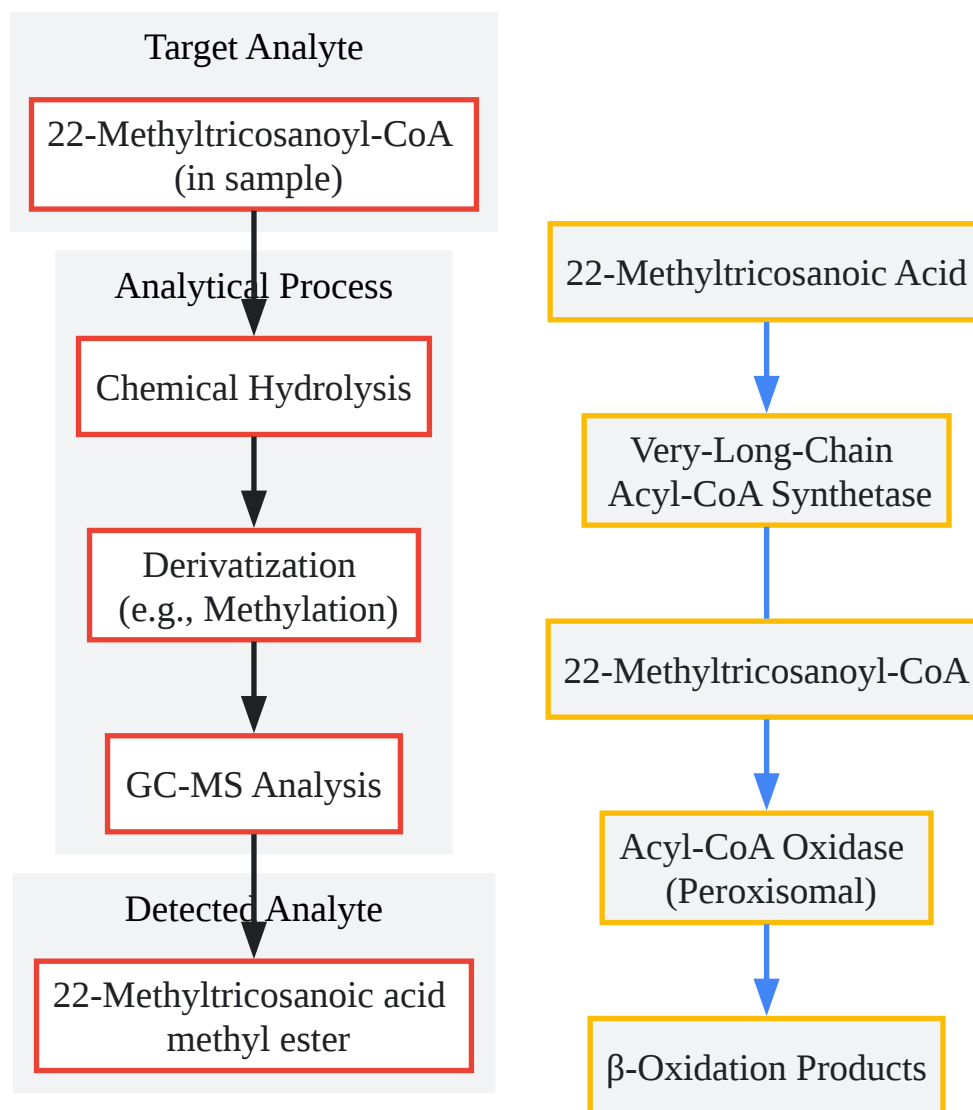 Target Analyte
22-Methyltricosanoyl-CoA
(in sample)
Analytical Process
Chemical Hydrolysis
Derivatization
(e.g., Methylation)
GC-MS Analysis
Detected Analyte
22-Methyltricosanoic acid
methyl ester
22-Methyltricosanoic Acid
Very-Long-Chain
Acyl-CoA Synthetase
22-Methyltricosanoyl-CoA
Acyl-CoA Oxidase
(Peroxisomal)
β-Oxidation Products